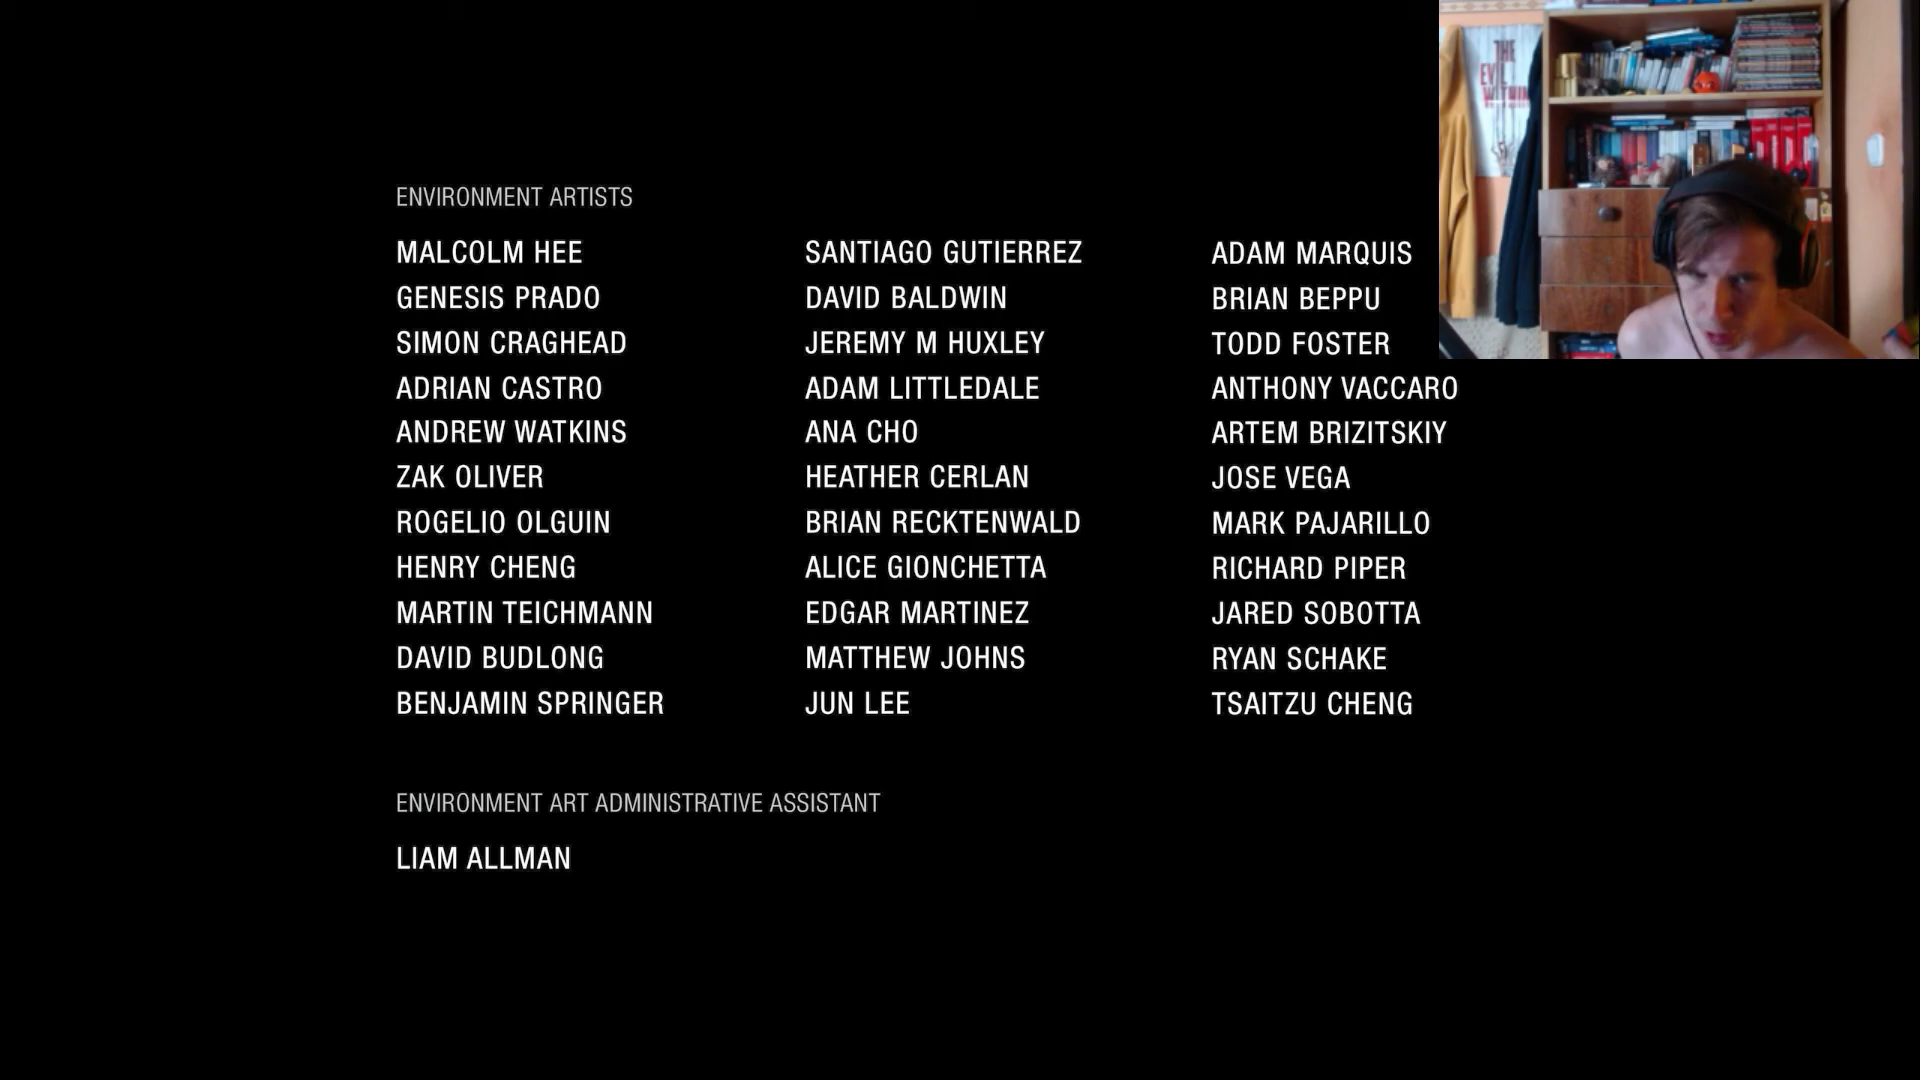 ENVIRONMENT ARTISTS
MALCOLM HEE
GENESIS PRADO
SIMON CRAGHEAD
ADRIAN CASTRO
ANDREW WATKINS
ZAK OLIVER
ROGELIO OLGUIN
HENRY CHENG
MARTIN TEICHMANN
DAVID BUDLONG
BENJAMIN SPRINGER
SANTIAGO GUTIERREZ
DAVID BALDWIN
JEREMY M HUXLEY
ADAM LITTLEDALE
ANA CHO
HEATHER CERLAN
BRIAN RECKTENWALD
ALICE GIONCHETTA
EDGAR MARTINEZ
MATTHEW JOHNS
JUN LEE
ADAM MARQUIS
BRIAN BEPPU
TODD FOSTER
ANTHONY VACCARO
ARTEM BRIZITSKIY
JOSE VEGA
MARK PAJARILLO
RICHARD PIPER
JARED SOBOTTA
RYAN SCHAKE
TSAITZU CHENG
ENVIRONMENT ART ADMINISTRATIVE ASSISTANT
LIAM ALLMAN
THE
EVIL
WITHIN